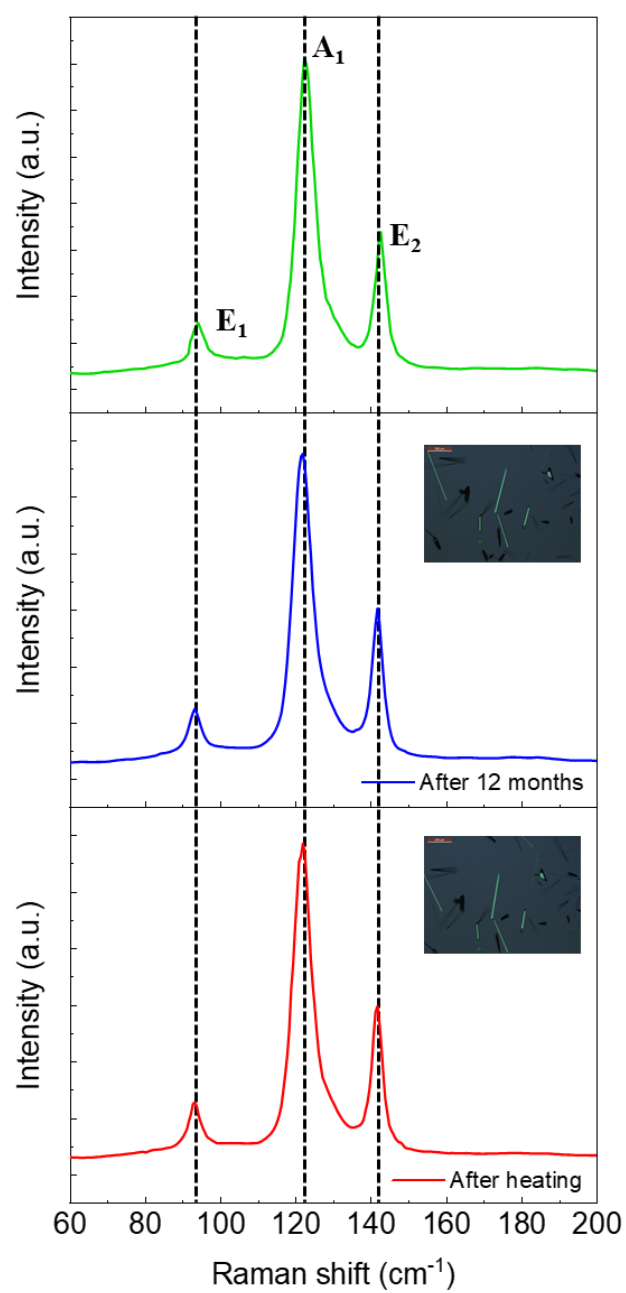 A₁
E₂
E₁
Intensity (a.u.)
After 12 months
Intensity (a.u.)
After heating
Intensity (a.u.)
60 80 100 120 140 160 180 200
Raman shift (cm⁻¹)